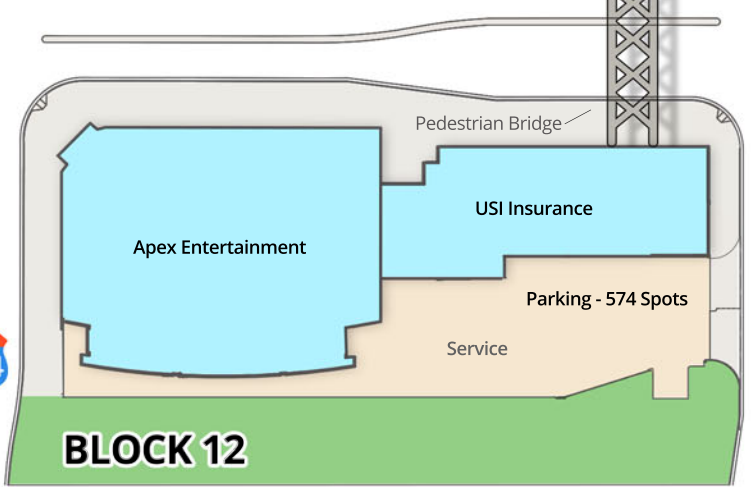 Pedestrian Bridge
USI Insurance
Apex Entertainment
Parking - 574 Spots
Service
BLOCK 12